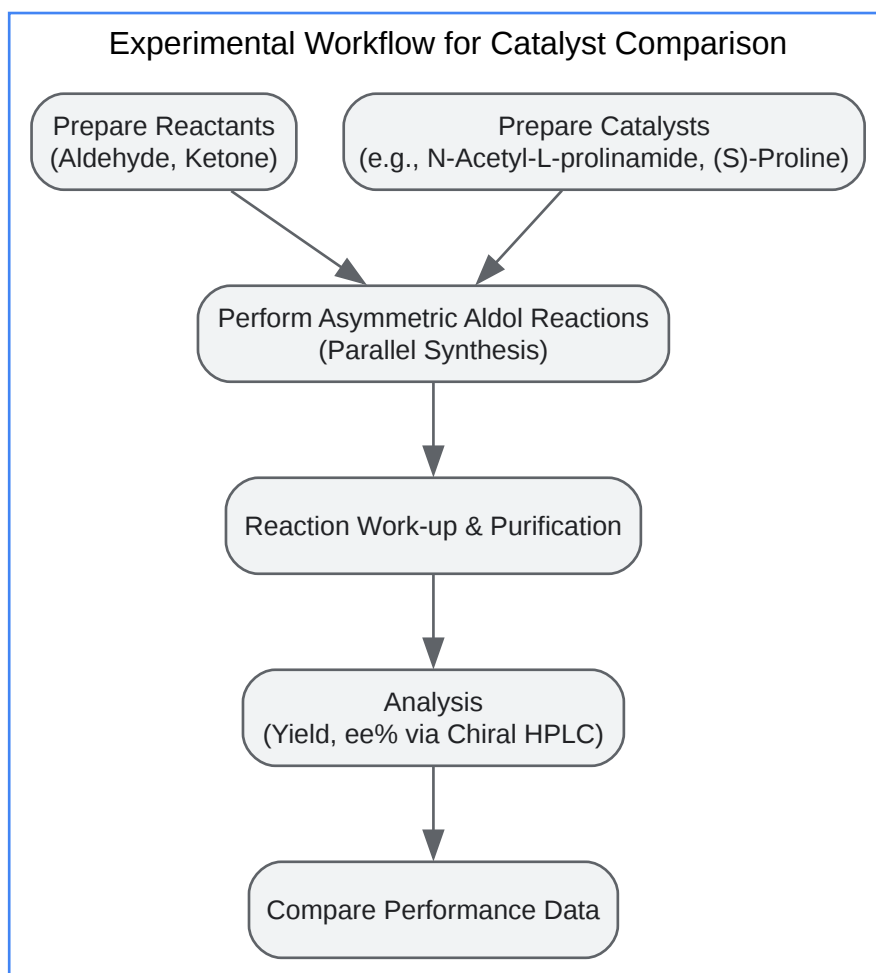 Experimental Workflow for Catalyst Comparison
Prepare Reactants
(Aldehyde, Ketone)
Prepare Catalysts
(e.g., N-Acetyl-L-prolinamide, (S)-Proline)
Perform Asymmetric Aldol Reactions
(Parallel Synthesis)
Reaction Work-up & Purification
Analysis
(Yield, ee% via Chiral HPLC)
Compare Performance Data